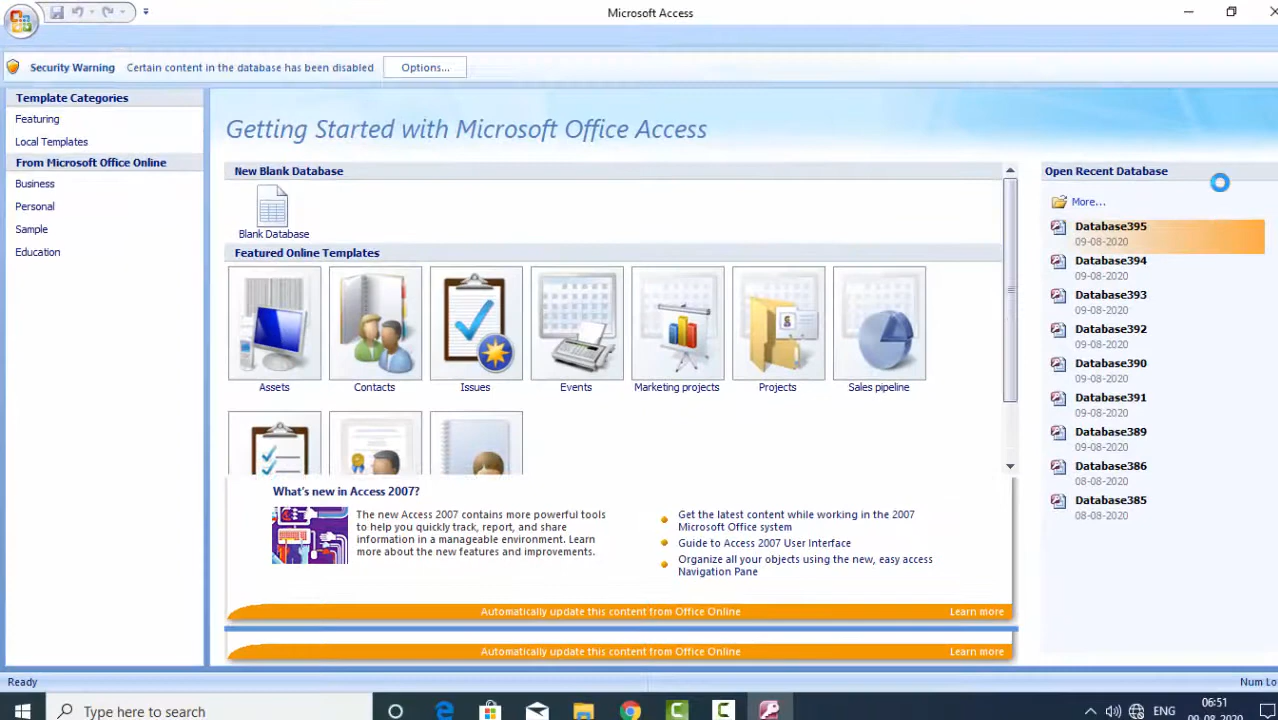 Microsoft Access
Security Warning Certain content in the database has been disabled Options...
Template Categories
Featuring
Local Templates
From Microsoft Office Online
Business
Personal
Sample
Education
Getting Started with Microsoft Office Access
New Blank Database
Blank Database
Featured Online Templates
Assets Contacts Issues Events Marketing projects Projects Sales pipeline
What's new in Access 2007?
The new Access 2007 contains more powerful tools
to help you quickly track, report, and share
information in a manageable environment. Learn
more about the new features and improvements.
Get the latest content while working in the 2007
Microsoft Office system
Guide to Access 2007 User Interface
Organize all your objects using the new, easy access
Navigation Pane
Automatically update this content from Office Online Learn more
Automatically update this content from Office Online Learn more
Open Recent Database
More...
Database395
09-08-2020
Database394
09-08-2020
Database393
09-08-2020
Database392
09-08-2020
Database390
09-08-2020
Database391
09-08-2020
Database389
09-08-2020
Database386
08-08-2020
Database385
08-08-2020
Ready Num Lo
Type here to search
ENG
06:51
09-08-2020